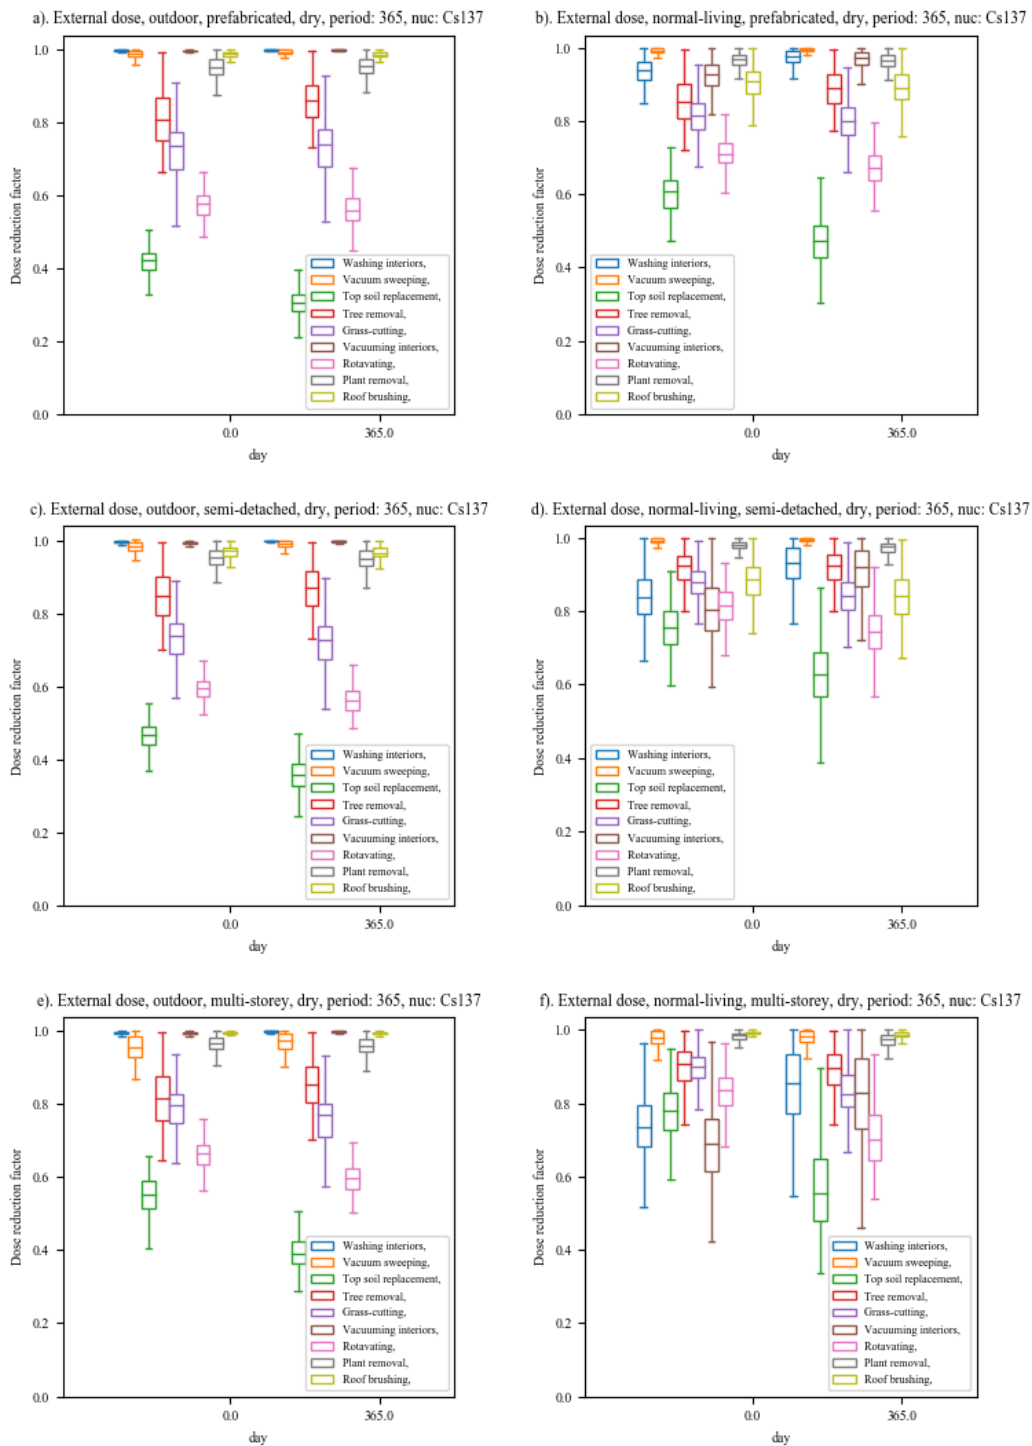 a). External dose, outdoor, prefabricated, dry, period: 365, nuc: Cs137
1.0
0.8
0.6
0.4
0.2
0.0
Dose reduction factor
Washing interiors,
Vacuum sweeping,
Top soil replacement,
Tree removal,
Grass-cutting,
Vacuuming interiors,
Rotavating,
Plant removal,
Roof brushing,
0.0
365.0
day
b). External dose, normal-living, prefabricated, dry, period: 365, nuc: Cs137
1.0
0.8
0.6
0.4
0.2
0.0
Dose reduction factor
Washing interiors,
Vacuum sweeping,
Top soil replacement,
Tree removal,
Grass-cutting,
Vacuuming interiors,
Rotavating,
Plant removal,
Roof brushing,
0.0
365.0
day
c). External dose, outdoor, semi-detached, dry, period: 365, nuc: Cs137
1.0
0.8
0.6
0.4
0.2
0.0
Dose reduction factor
Washing interiors,
Vacuum sweeping,
Top soil replacement,
Tree removal,
Grass-cutting,
Vacuuming interiors,
Rotavating,
Plant removal,
Roof brushing,
0.0
365.0
day
d). External dose, normal-living, semi-detached, dry, period: 365, nuc: Cs137
1.0
0.8
0.6
0.4
0.2
0.0
Dose reduction factor
Washing interiors,
Vacuum sweeping,
Top soil replacement,
Tree removal,
Grass-cutting,
Vacuuming interiors,
Rotavating,
Plant removal,
Roof brushing,
0.0
365.0
day
e). External dose, outdoor, multi-storey, dry, period: 365, nuc: Cs137
1.0
0.8
0.6
0.4
0.2
0.0
Dose reduction factor
Washing interiors,
Vacuum sweeping,
Top soil replacement,
Tree removal,
Grass-cutting,
Vacuuming interiors,
Rotavating,
Plant removal,
Roof brushing,
0.0
365.0
day
f). External dose, normal-living, multi-storey, dry, period: 365, nuc: Cs137
1.0
0.8
0.6
0.4
0.2
0.0
Dose reduction factor
Washing interiors,
Vacuum sweeping,
Top soil replacement,
Tree removal,
Grass-cutting,
Vacuuming interiors,
Rotavating,
Plant removal,
Roof brushing,
0.0
365.0
day